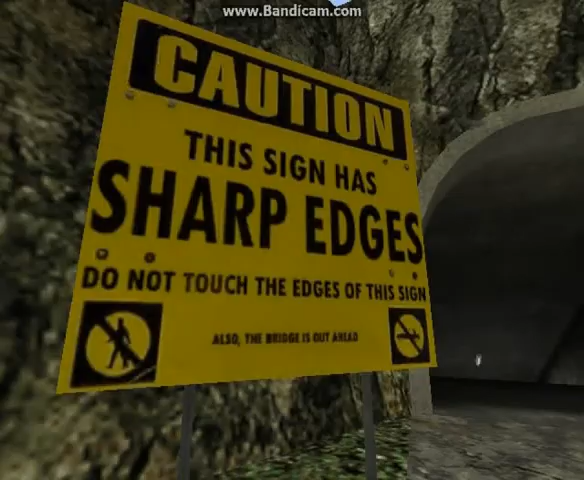 www.Bandicam.com
CAUTION
THIS SIGN HAS
SHARP EDGES
DO NOT TOUCH THE EDGES OF THIS SIGN
ALSO, THE BRIDGE IS OUT AHEAD